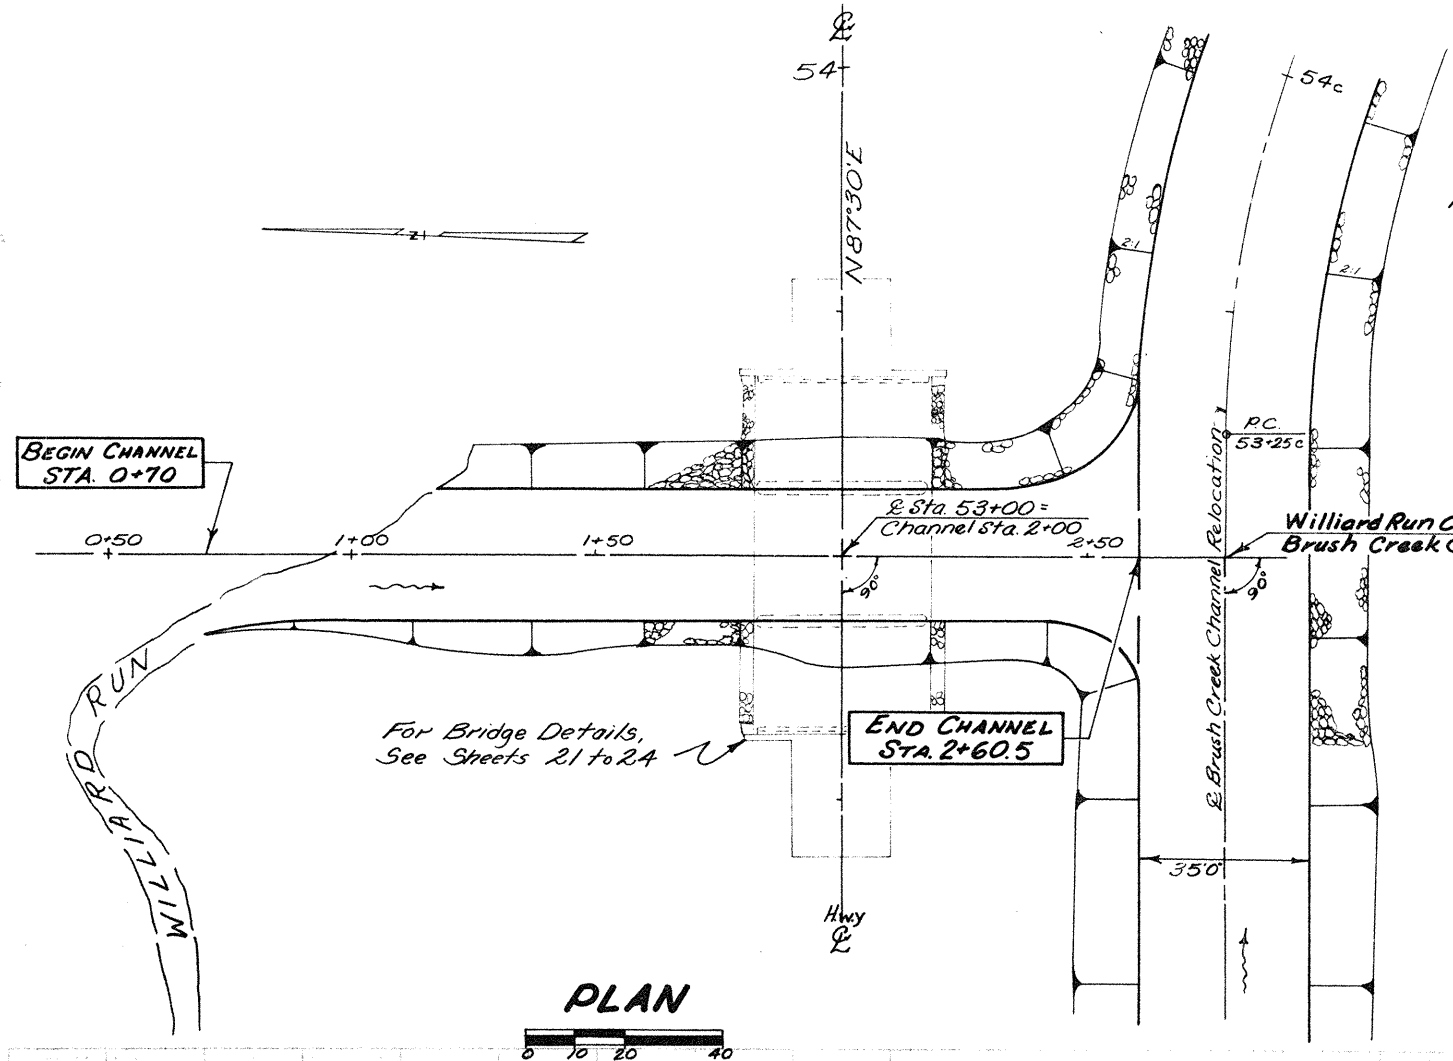 ℄
54
54c
N 87°30'E
N
2:1
2:1
BEGIN CHANNEL
STA. 0+70
P.C.
53+25c
0+50
1+00
1+50
2+50
℄ Sta. 53+00 =
Channel Sta. 2+00
90°
Williard Run C
Brush Creek C
90°
℄ Brush Creek Channel Relocation
WILLIARD RUN
For Bridge Details,
See Sheets 21 to 24
END CHANNEL
STA. 2+60.5
35'0"
Hwy
℄
PLAN
0 10 20 40